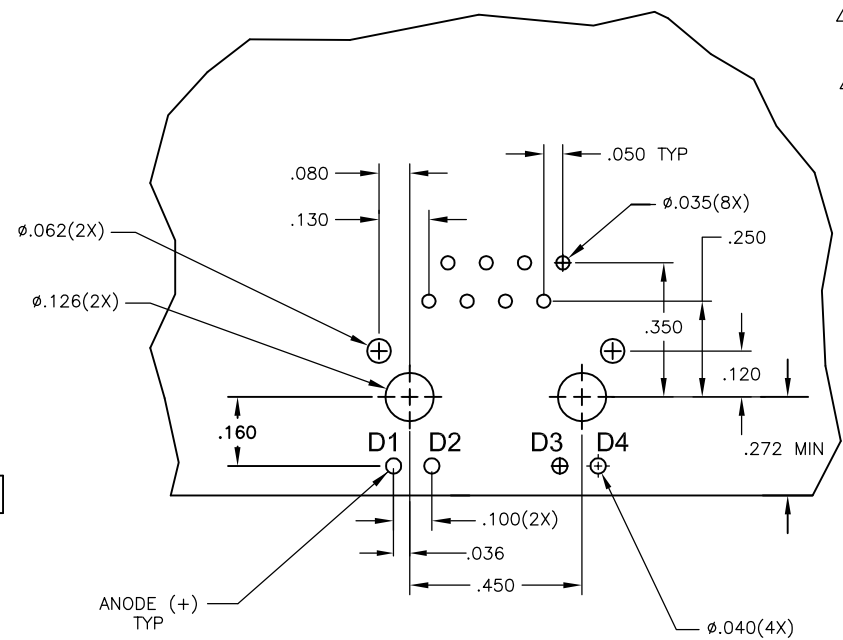 .050 TYP
.080
ø.035(8X)
.130
ø.062(2X)
.250
ø.126(2X)
.350
.120
.160
D1 D2 D3 D4
.272 MIN
.100(2X)
.036
.450
ANODE (+)
TYP
ø.040(4X)